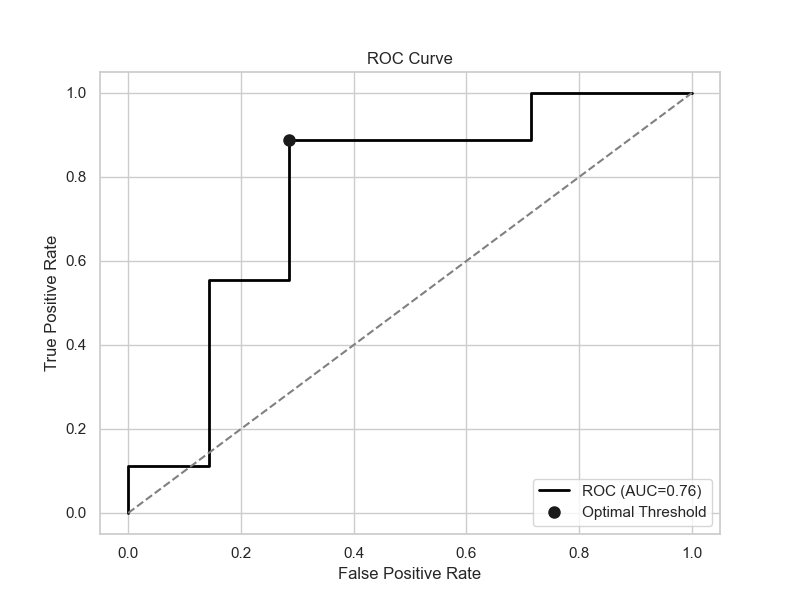 ROC Curve
True Positive Rate
1.0
0.8
0.6
0.4
0.2
0.0
ROC (AUC=0.76)
Optimal Threshold
0.0 0.2 0.4 0.6 0.8 1.0
False Positive Rate